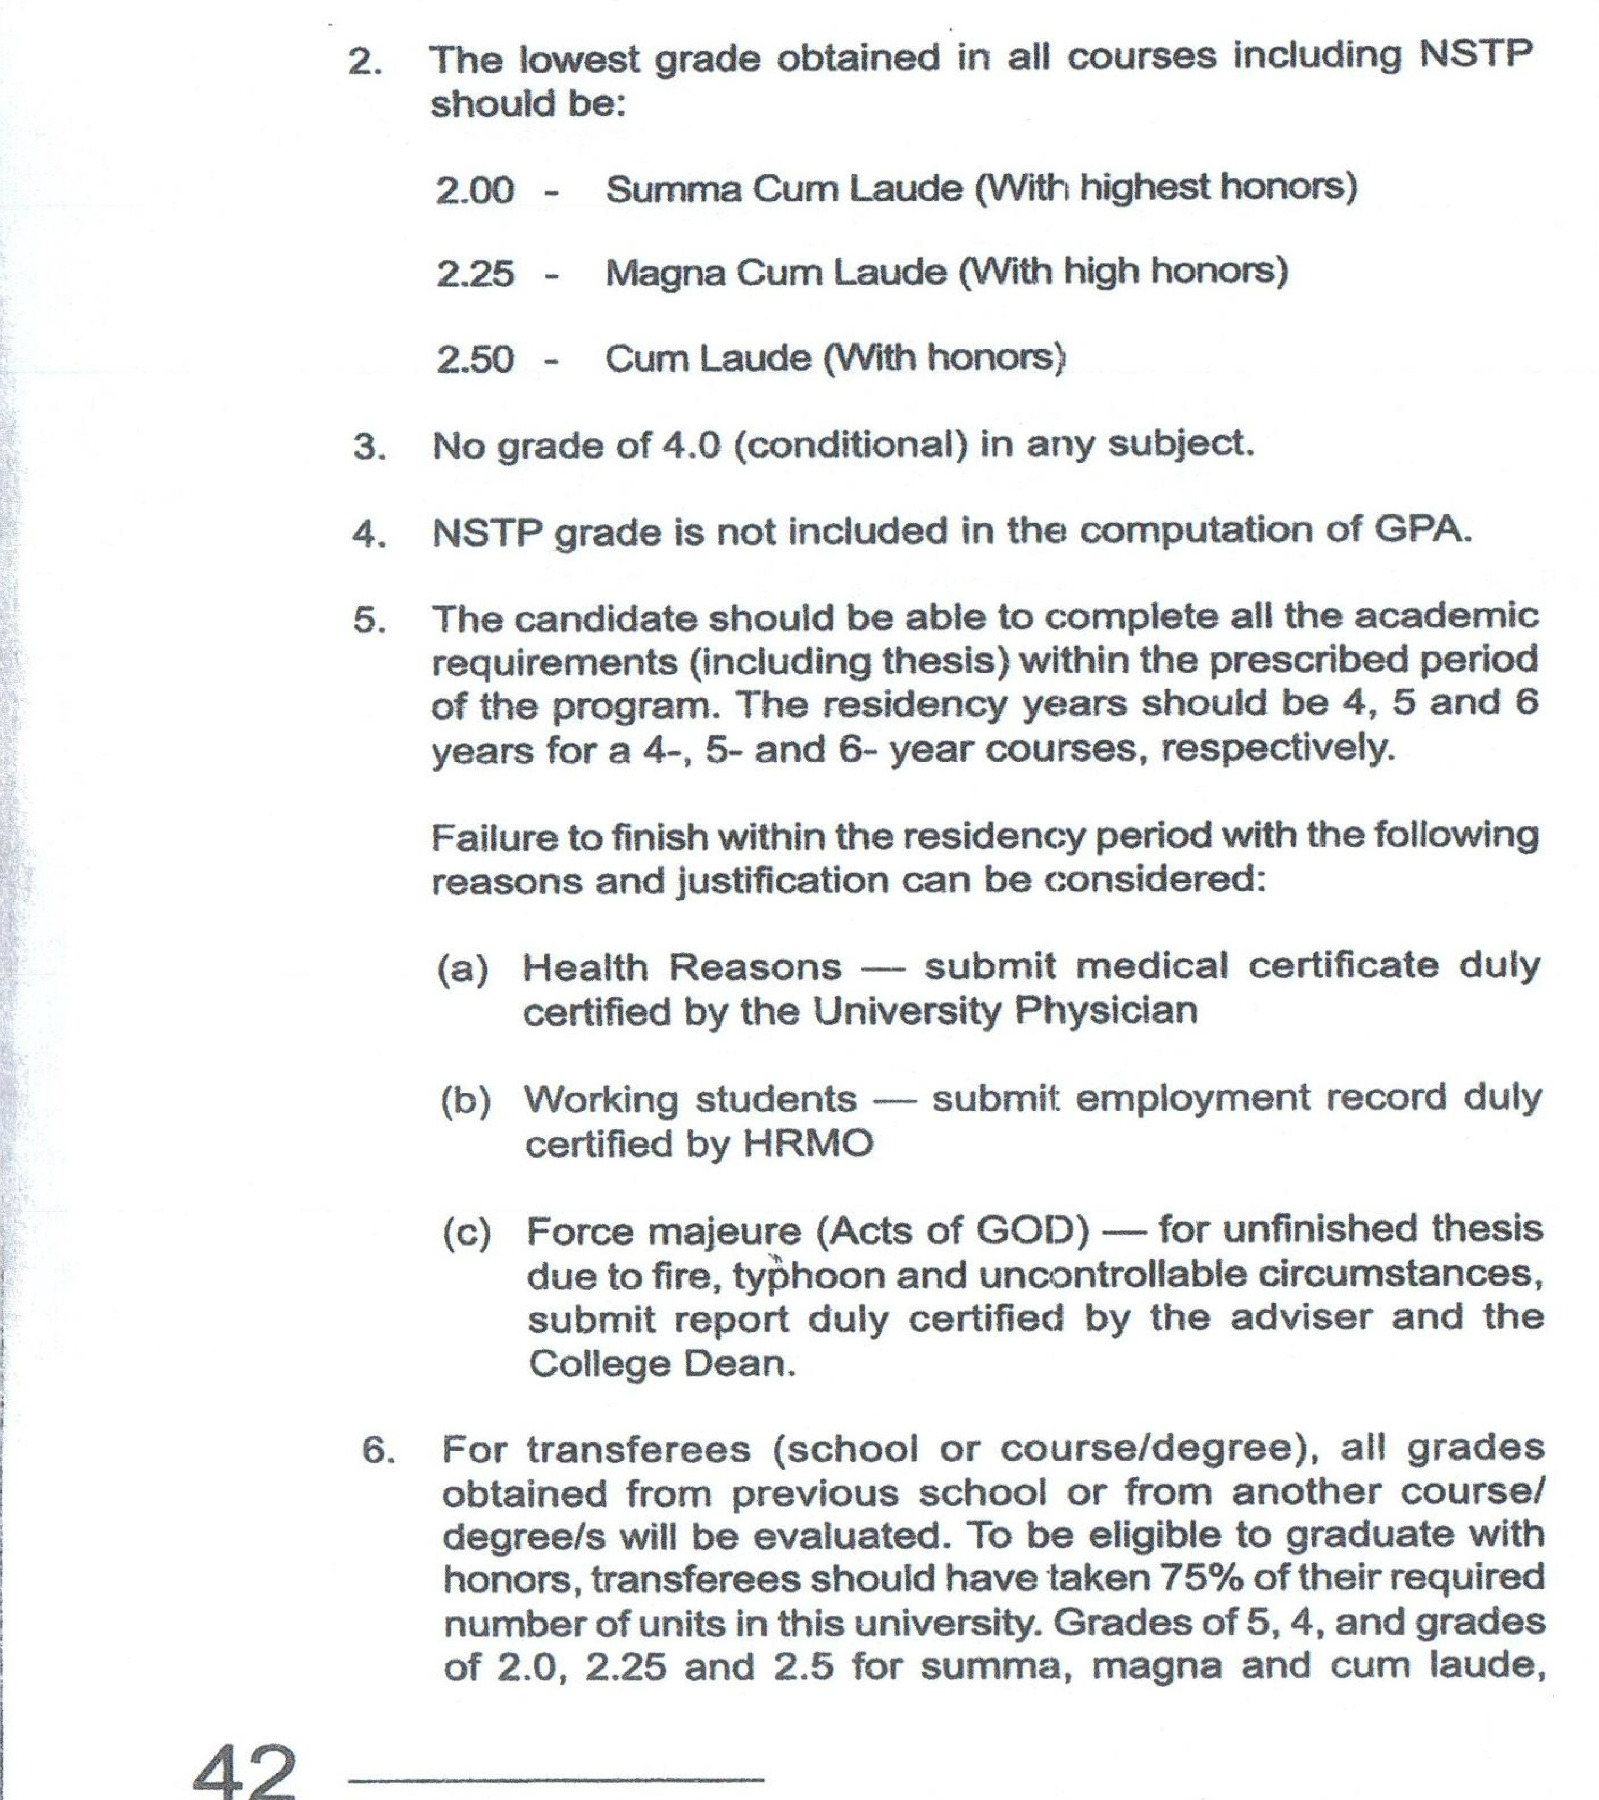 2. The lowest grade obtained in all courses including NSTP
should be:
2.00 - Summa Cum Laude (With highest honors)
2.25 - Magna Cum Laude (With high honors)
2.50 - Cum Laude (With honors)
3. No grade of 4.0 (conditional) in any subject.
4. NSTP grade is not included in the computation of GPA.
5. The candidate should be able to complete all the academic
requirements (including thesis) within the prescribed period
of the program. The residency years should be 4, 5 and 6
years for a 4-, 5- and 6- year courses, respectively.
Failure to finish within the residency period with the following
reasons and justification can be considered:
(a) Health Reasons — submit medical certificate duly
certified by the University Physician
(b) Working students — submit employment record duly
certified by HRMO
(c) Force majeure (Acts of GOD) — for unfinished thesis
due to fire, typhoon and uncontrollable circumstances,
submit report duly certified by the adviser and the
College Dean.
6. For transferees (school or course/degree), all grades
obtained from previous school or from another course/
degree/s will be evaluated. To be eligible to graduate with
honors, transferees should have taken 75% of their required
number of units in this university. Grades of 5, 4, and grades
of 2.0, 2.25 and 2.5 for summa, magna and cum laude,
42